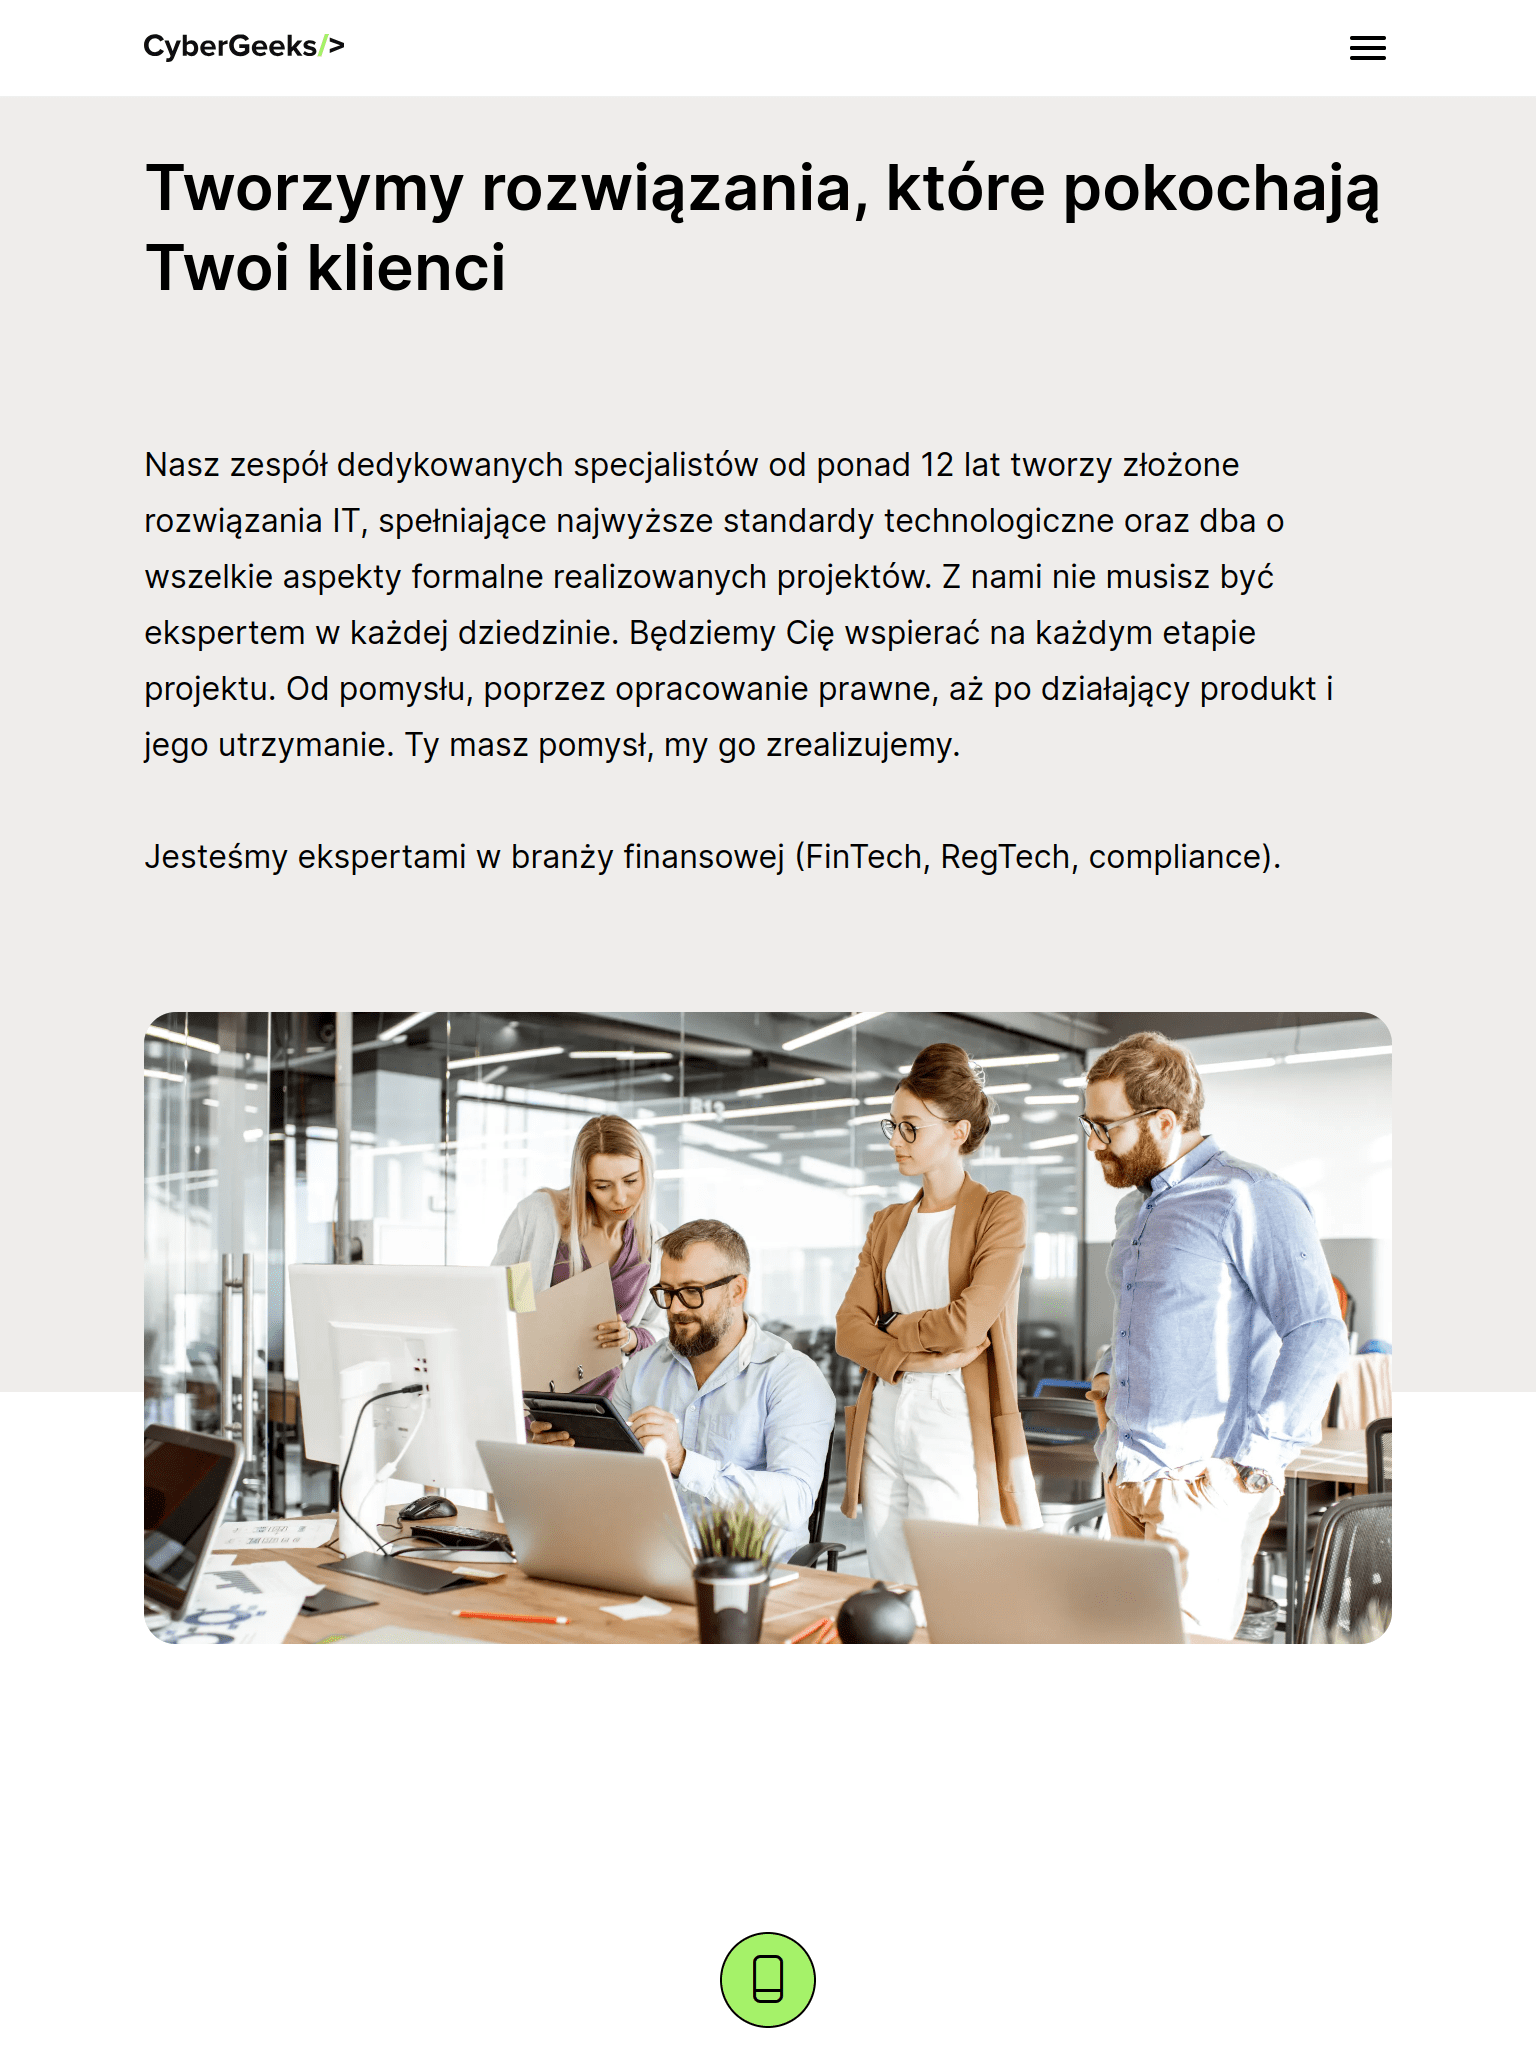 CyberGeeks/>
Tworzymy rozwiązania, które pokochają
Twoi klienci
Nasz zespół dedykowanych specjalistów od ponad 12 lat tworzy złożone
rozwiązania IT, spełniające najwyższe standardy technologiczne oraz dba o
wszelkie aspekty formalne realizowanych projektów. Z nami nie musisz być
ekspertem w każdej dziedzinie. Będziemy Cię wspierać na każdym etapie
projektu. Od pomysłu, poprzez opracowanie prawne, aż po działający produkt i
jego utrzymanie. Ty masz pomysł, my go zrealizujemy.
Jesteśmy ekspertami w branży finansowej (FinTech, RegTech, compliance).